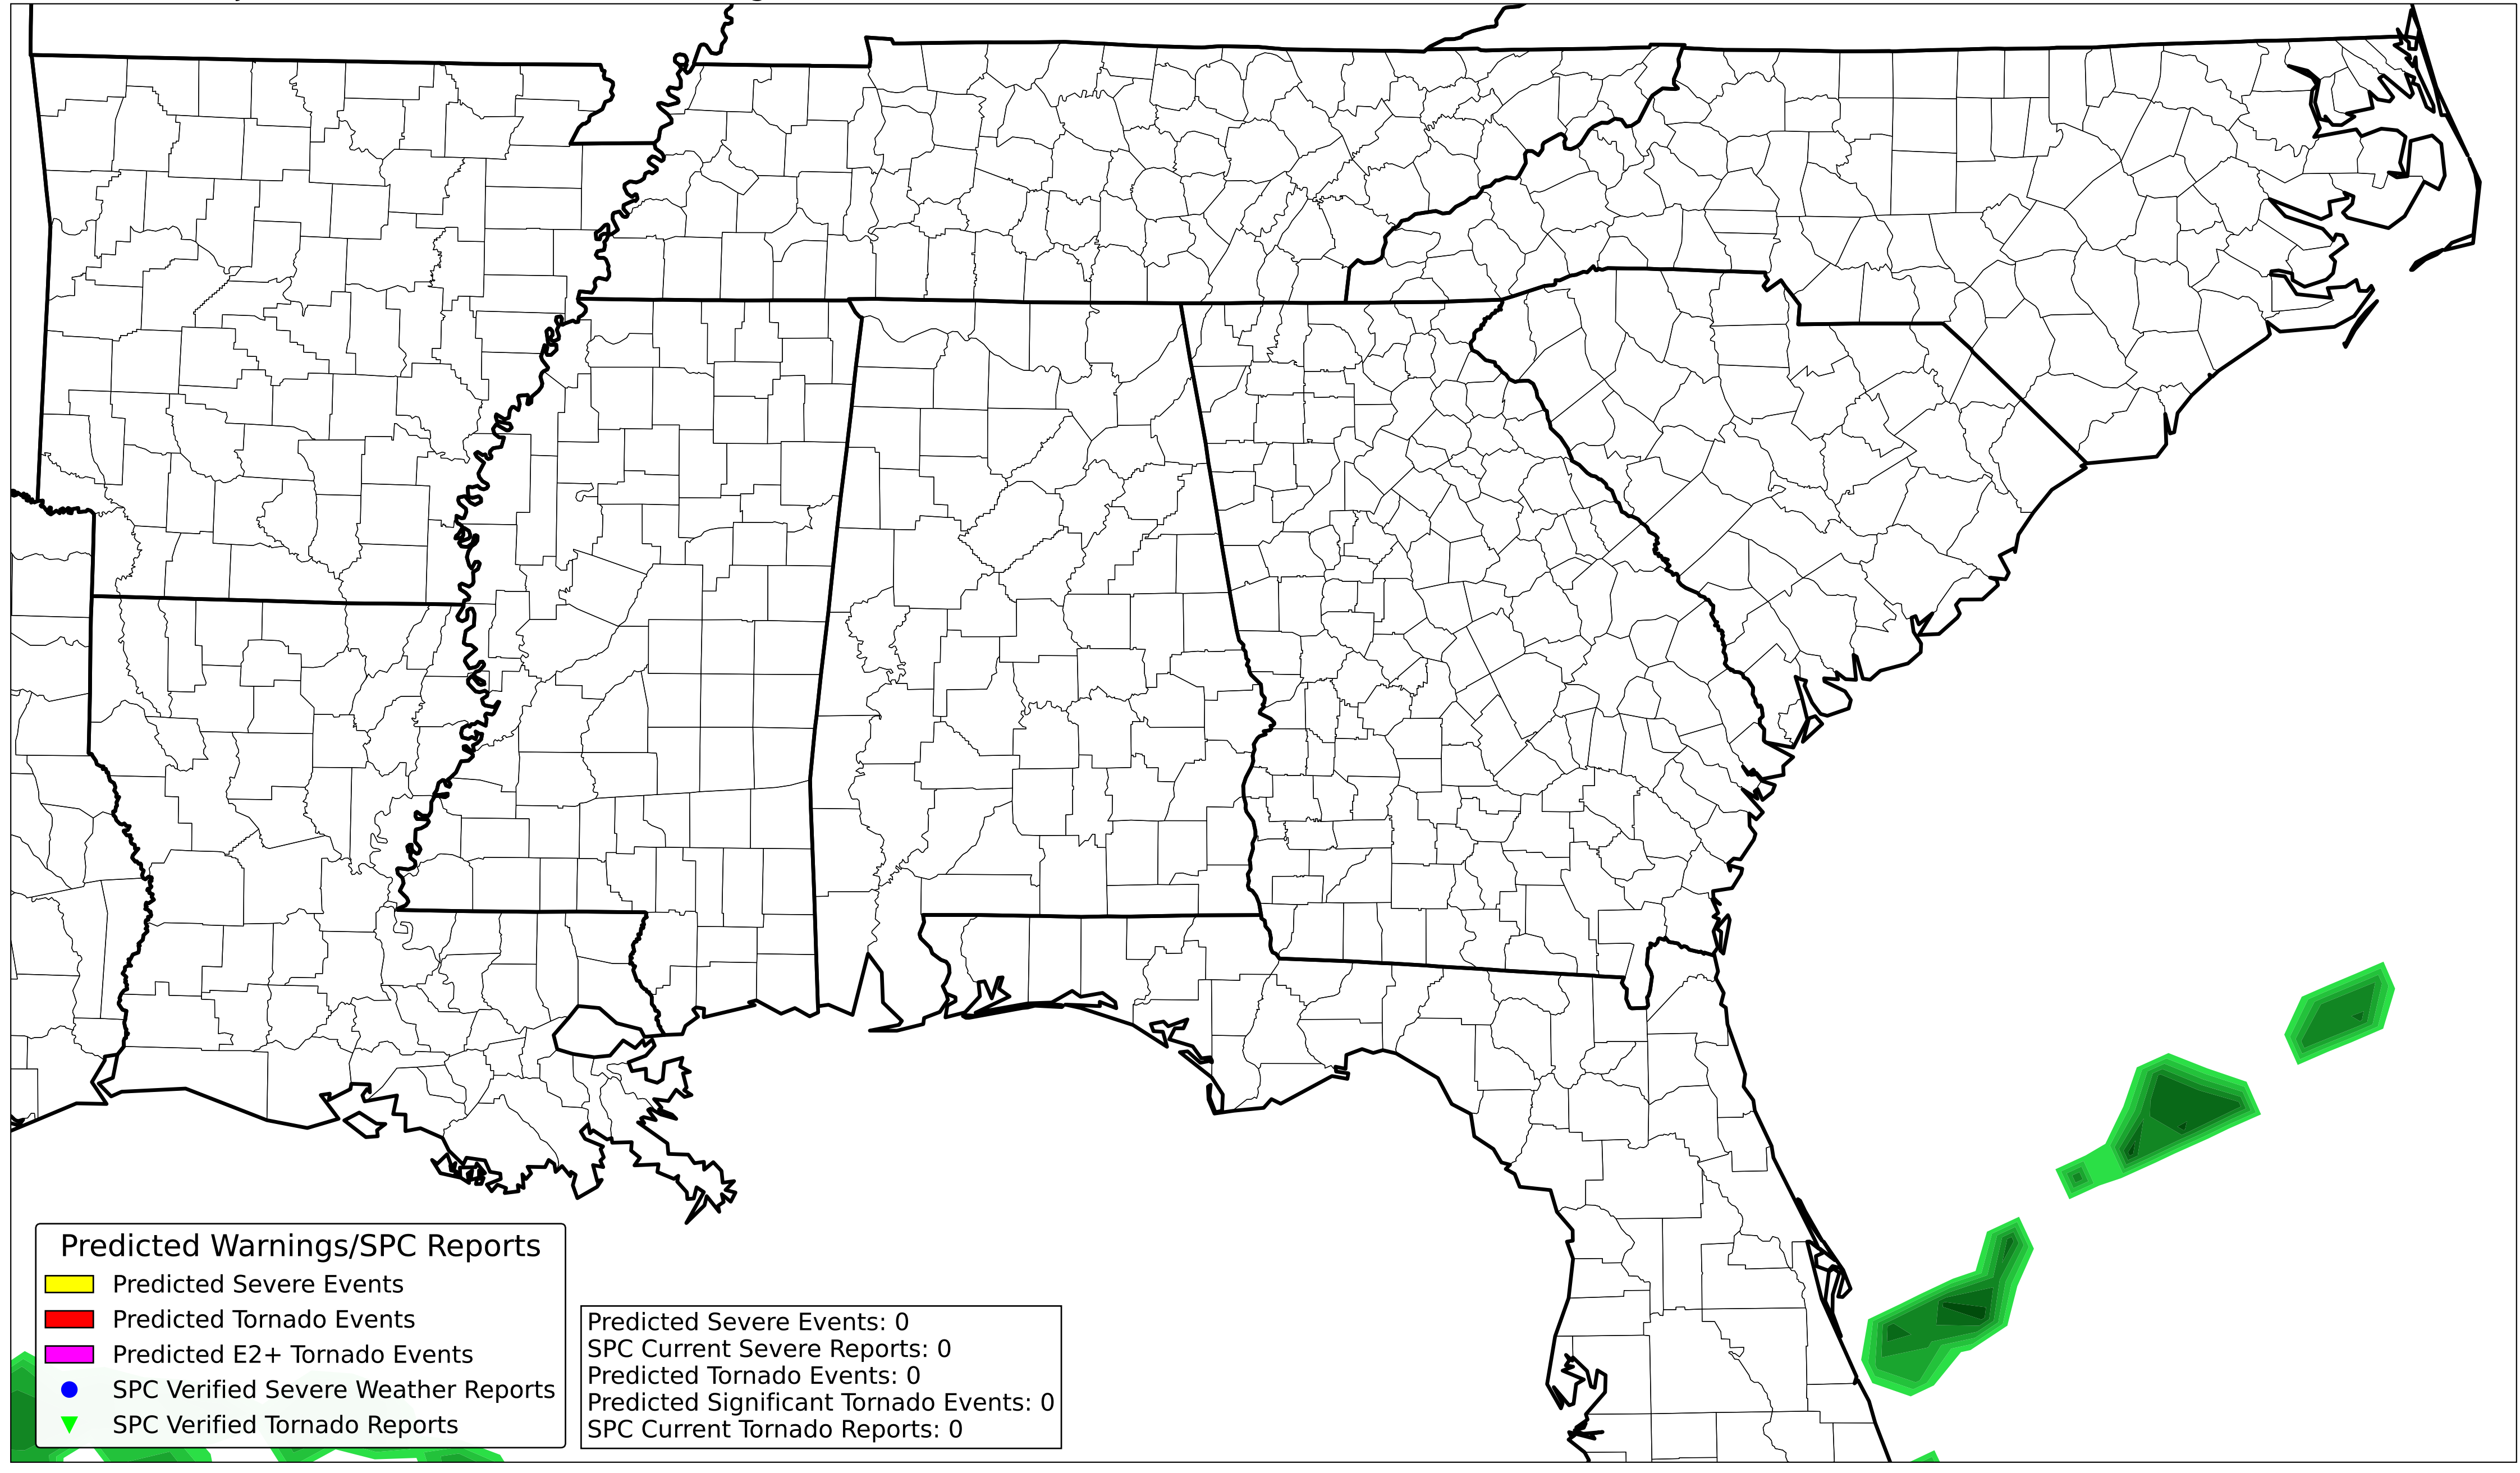 Predicted Warnings/SPC Reports
Predicted Severe Events
Predicted Tornado Events
Predicted E2+ Tornado Events
SPC Verified Severe Weather Reports
SPC Verified Tornado Reports
Predicted Severe Events: 0
SPC Current Severe Reports: 0
Predicted Tornado Events: 0
Predicted Significant Tornado Events: 0
SPC Current Tornado Reports: 0